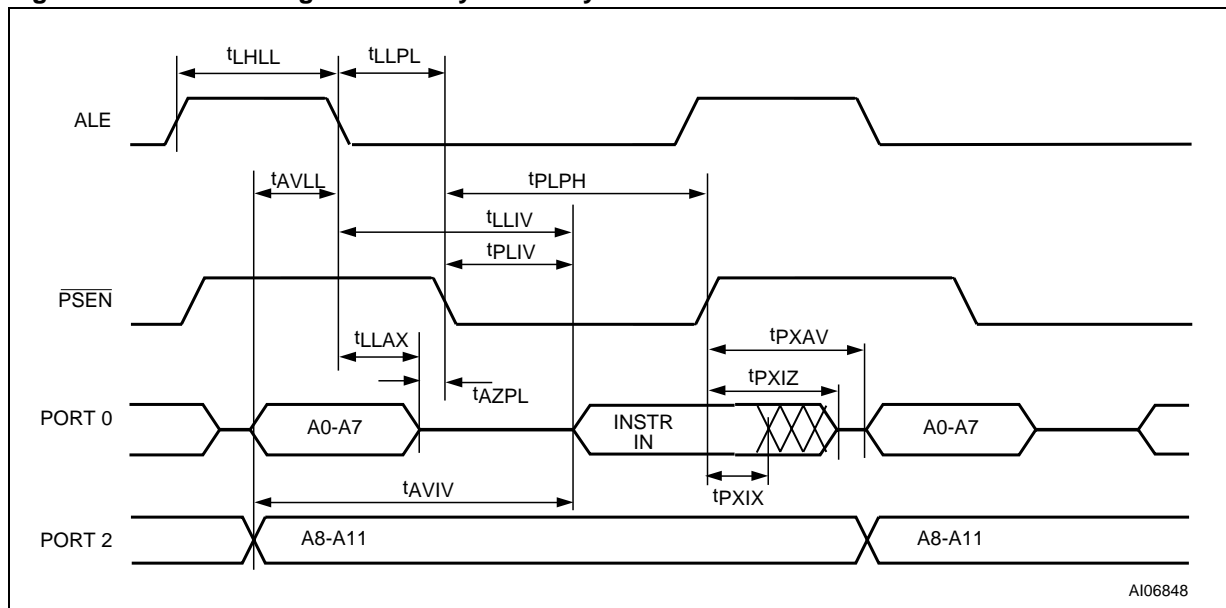 tLHLL tLLPL
ALE
tAVLL tPLPH
tLLIV
tPLIV
PSEN
tLLAX tPXAV
tPXIZ
tAZPL
PORT 0 A0-A7 INSTR IN A0-A7
tPXIX
tAVIV
PORT 2 A8-A11 A8-A11
AI06848